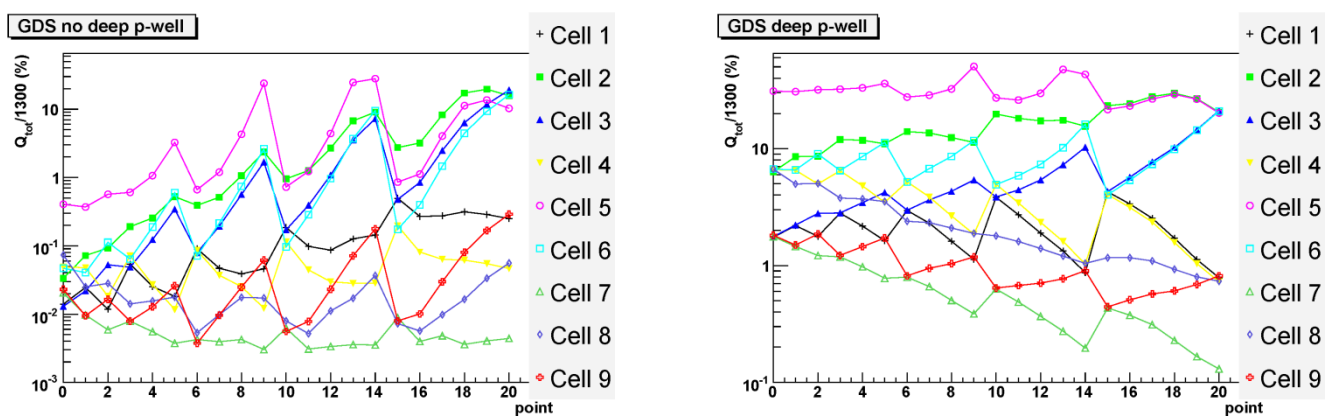 GDS no deep p-well
Q_tot/1300 (%)
10
1
10^-1
10^-2
10^-3
0 2 4 6 8 10 12 14 16 18 20
point
Cell 1
Cell 2
Cell 3
Cell 4
Cell 5
Cell 6
Cell 7
Cell 8
Cell 9
GDS deep p-well
Q_tot/1300 (%)
10
1
10^-1
0 2 4 6 8 10 12 14 16 18 20
point
Cell 1
Cell 2
Cell 3
Cell 4
Cell 5
Cell 6
Cell 7
Cell 8
Cell 9